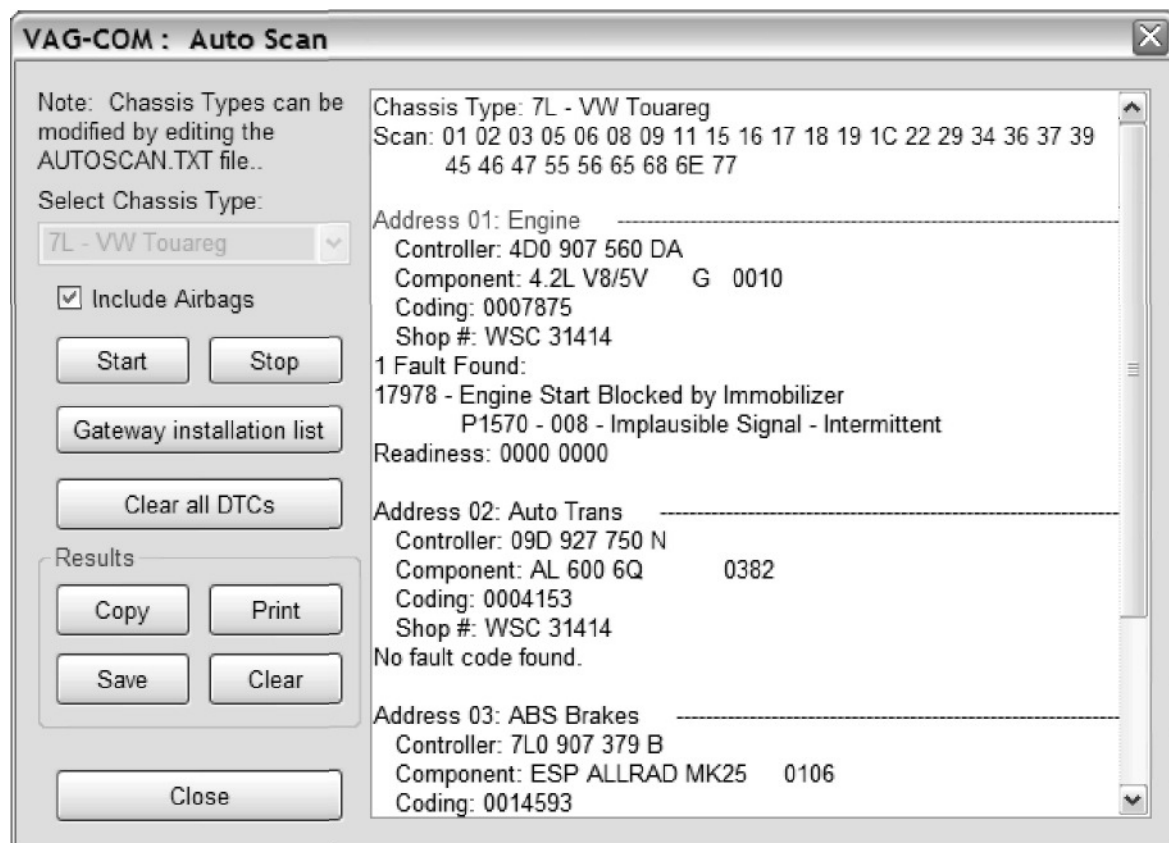 VAG-COM : Auto Scan
Note: Chassis Types can be
modified by editing the
AUTOSCAN.TXT file..
Select Chassis Type:
7L - VW Touareg
Include Airbags
Start
Stop
Gateway installation list
Clear all DTCs
Results
Copy
Print
Save
Clear
Close
Chassis Type: 7L - VW Touareg
Scan: 01 02 03 05 06 08 09 11 15 16 17 18 19 1C 22 29 34 36 37 39
45 46 47 55 56 65 68 6E 77
Address 01: Engine
Controller: 4D0 907 560 DA
Component: 4.2L V8/5V G 0010
Coding: 0007875
Shop #: WSC 31414
1 Fault Found:
17978 - Engine Start Blocked by Immobilizer
P1570 - 008 - Implausible Signal - Intermittent
Readiness: 0000 0000
Address 02: Auto Trans
Controller: 09D 927 750 N
Component: AL 600 6Q 0382
Coding: 0004153
Shop #: WSC 31414
No fault code found.
Address 03: ABS Brakes
Controller: 7L0 907 379 B
Component: ESP ALLRAD MK25 0106
Coding: 0014593